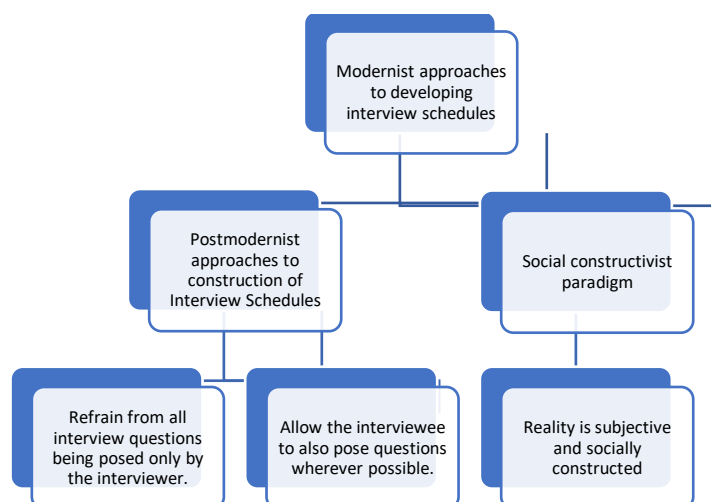 Modernist approaches
to developing
interview schedules
Postmodernist
approaches to
construction of
Interview Schedules
Social constructivist
paradigm
Refrain from all
interview questions
being posed only by
the interviewer.
Allow the interviewee
to also pose questions
wherever possible.
Reality is subjective
and socially
constructed